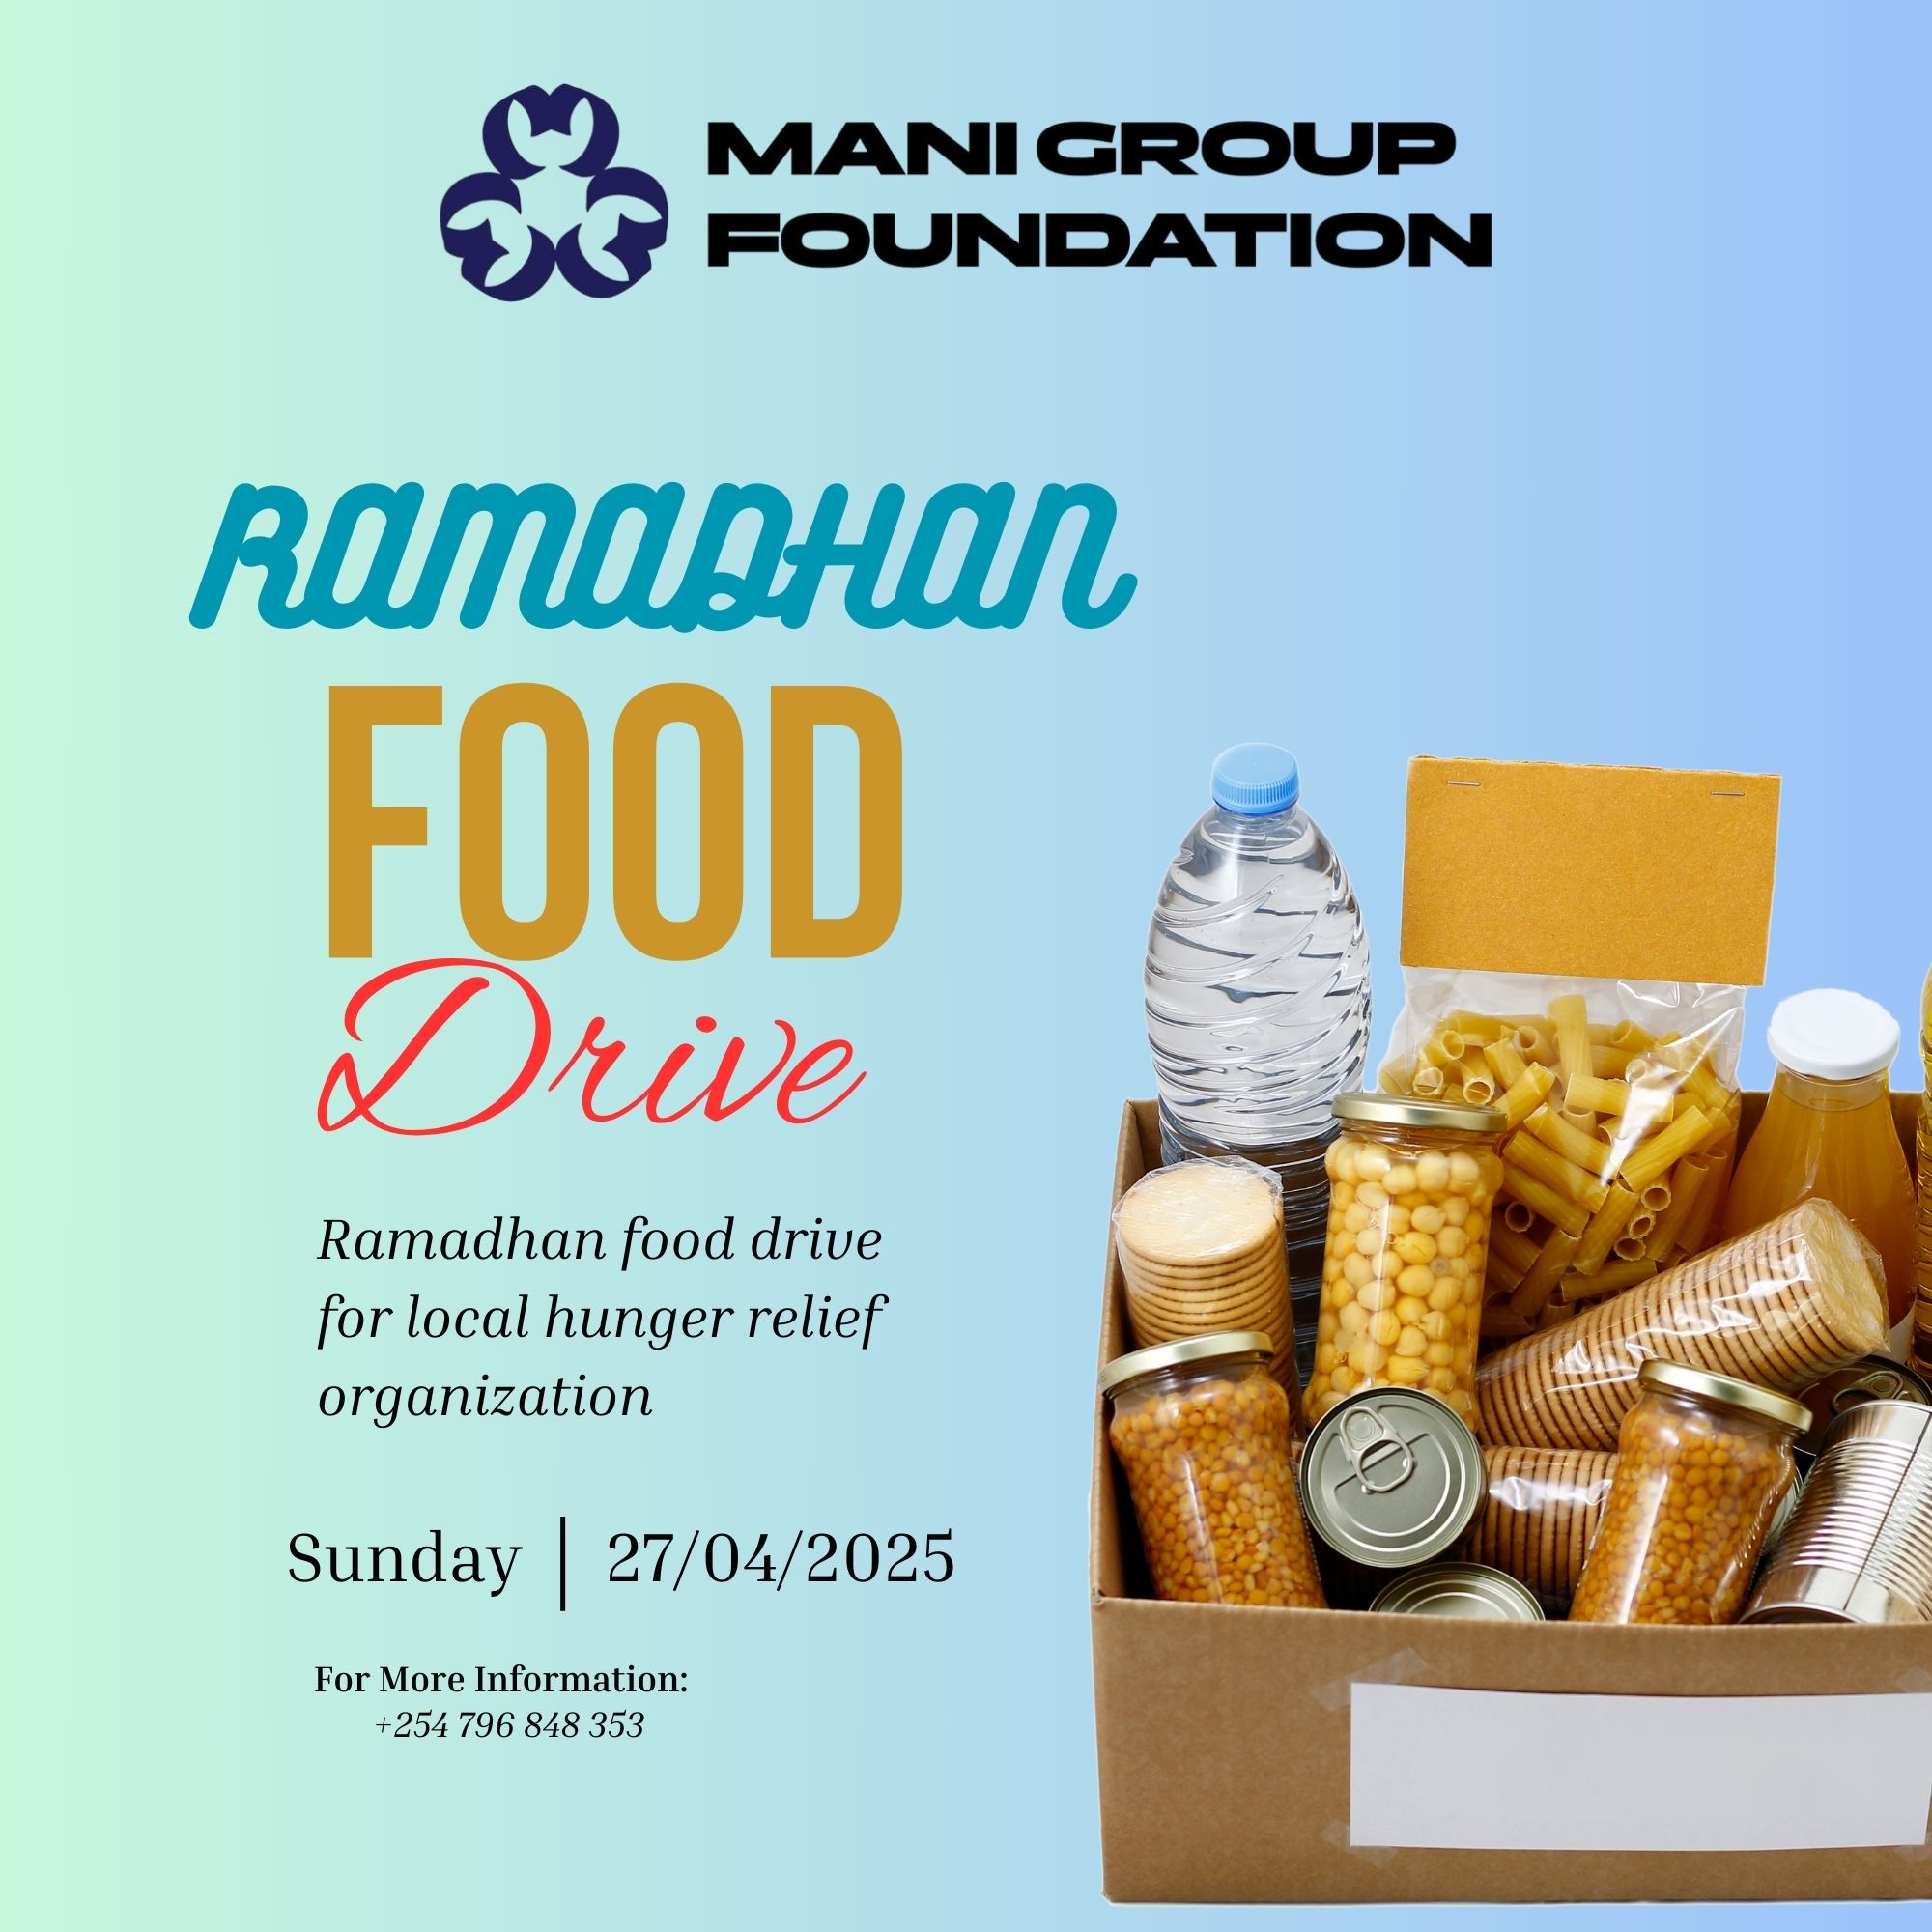 MANI GROUP
FOUNDATION
RAMADHAN
FOOD
Drive
Ramadhan food drive
for local hunger relief
organization
Sunday | 27/04/2025
For More Information:
+254 796 848 353